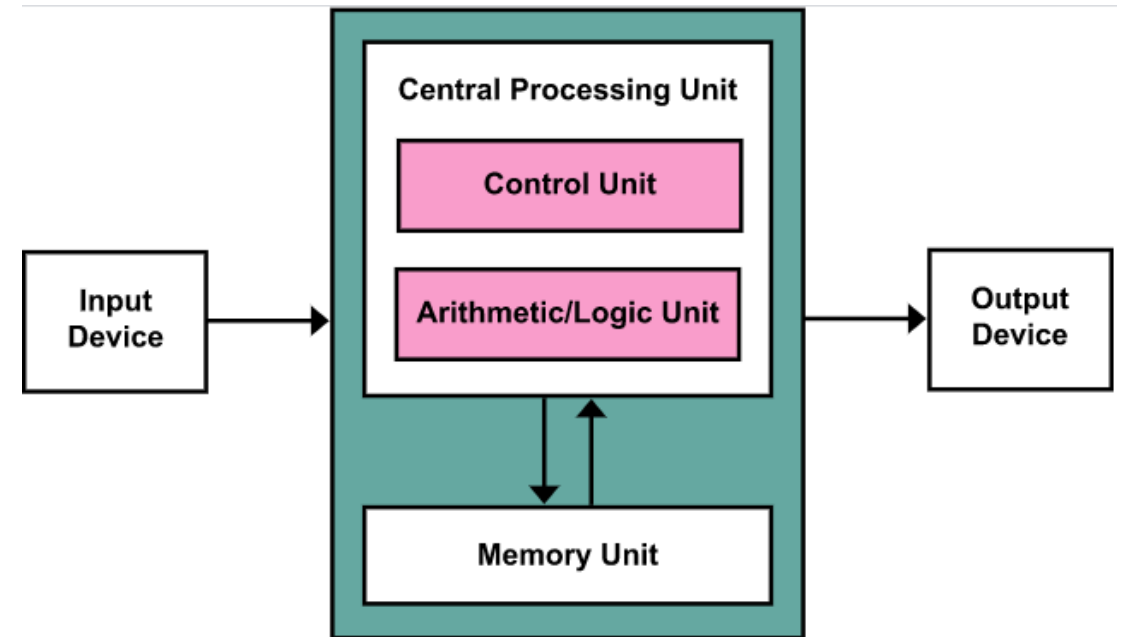 Central Processing Unit
Control Unit
Arithmetic/Logic Unit
Input
Device
Output
Device
Memory Unit